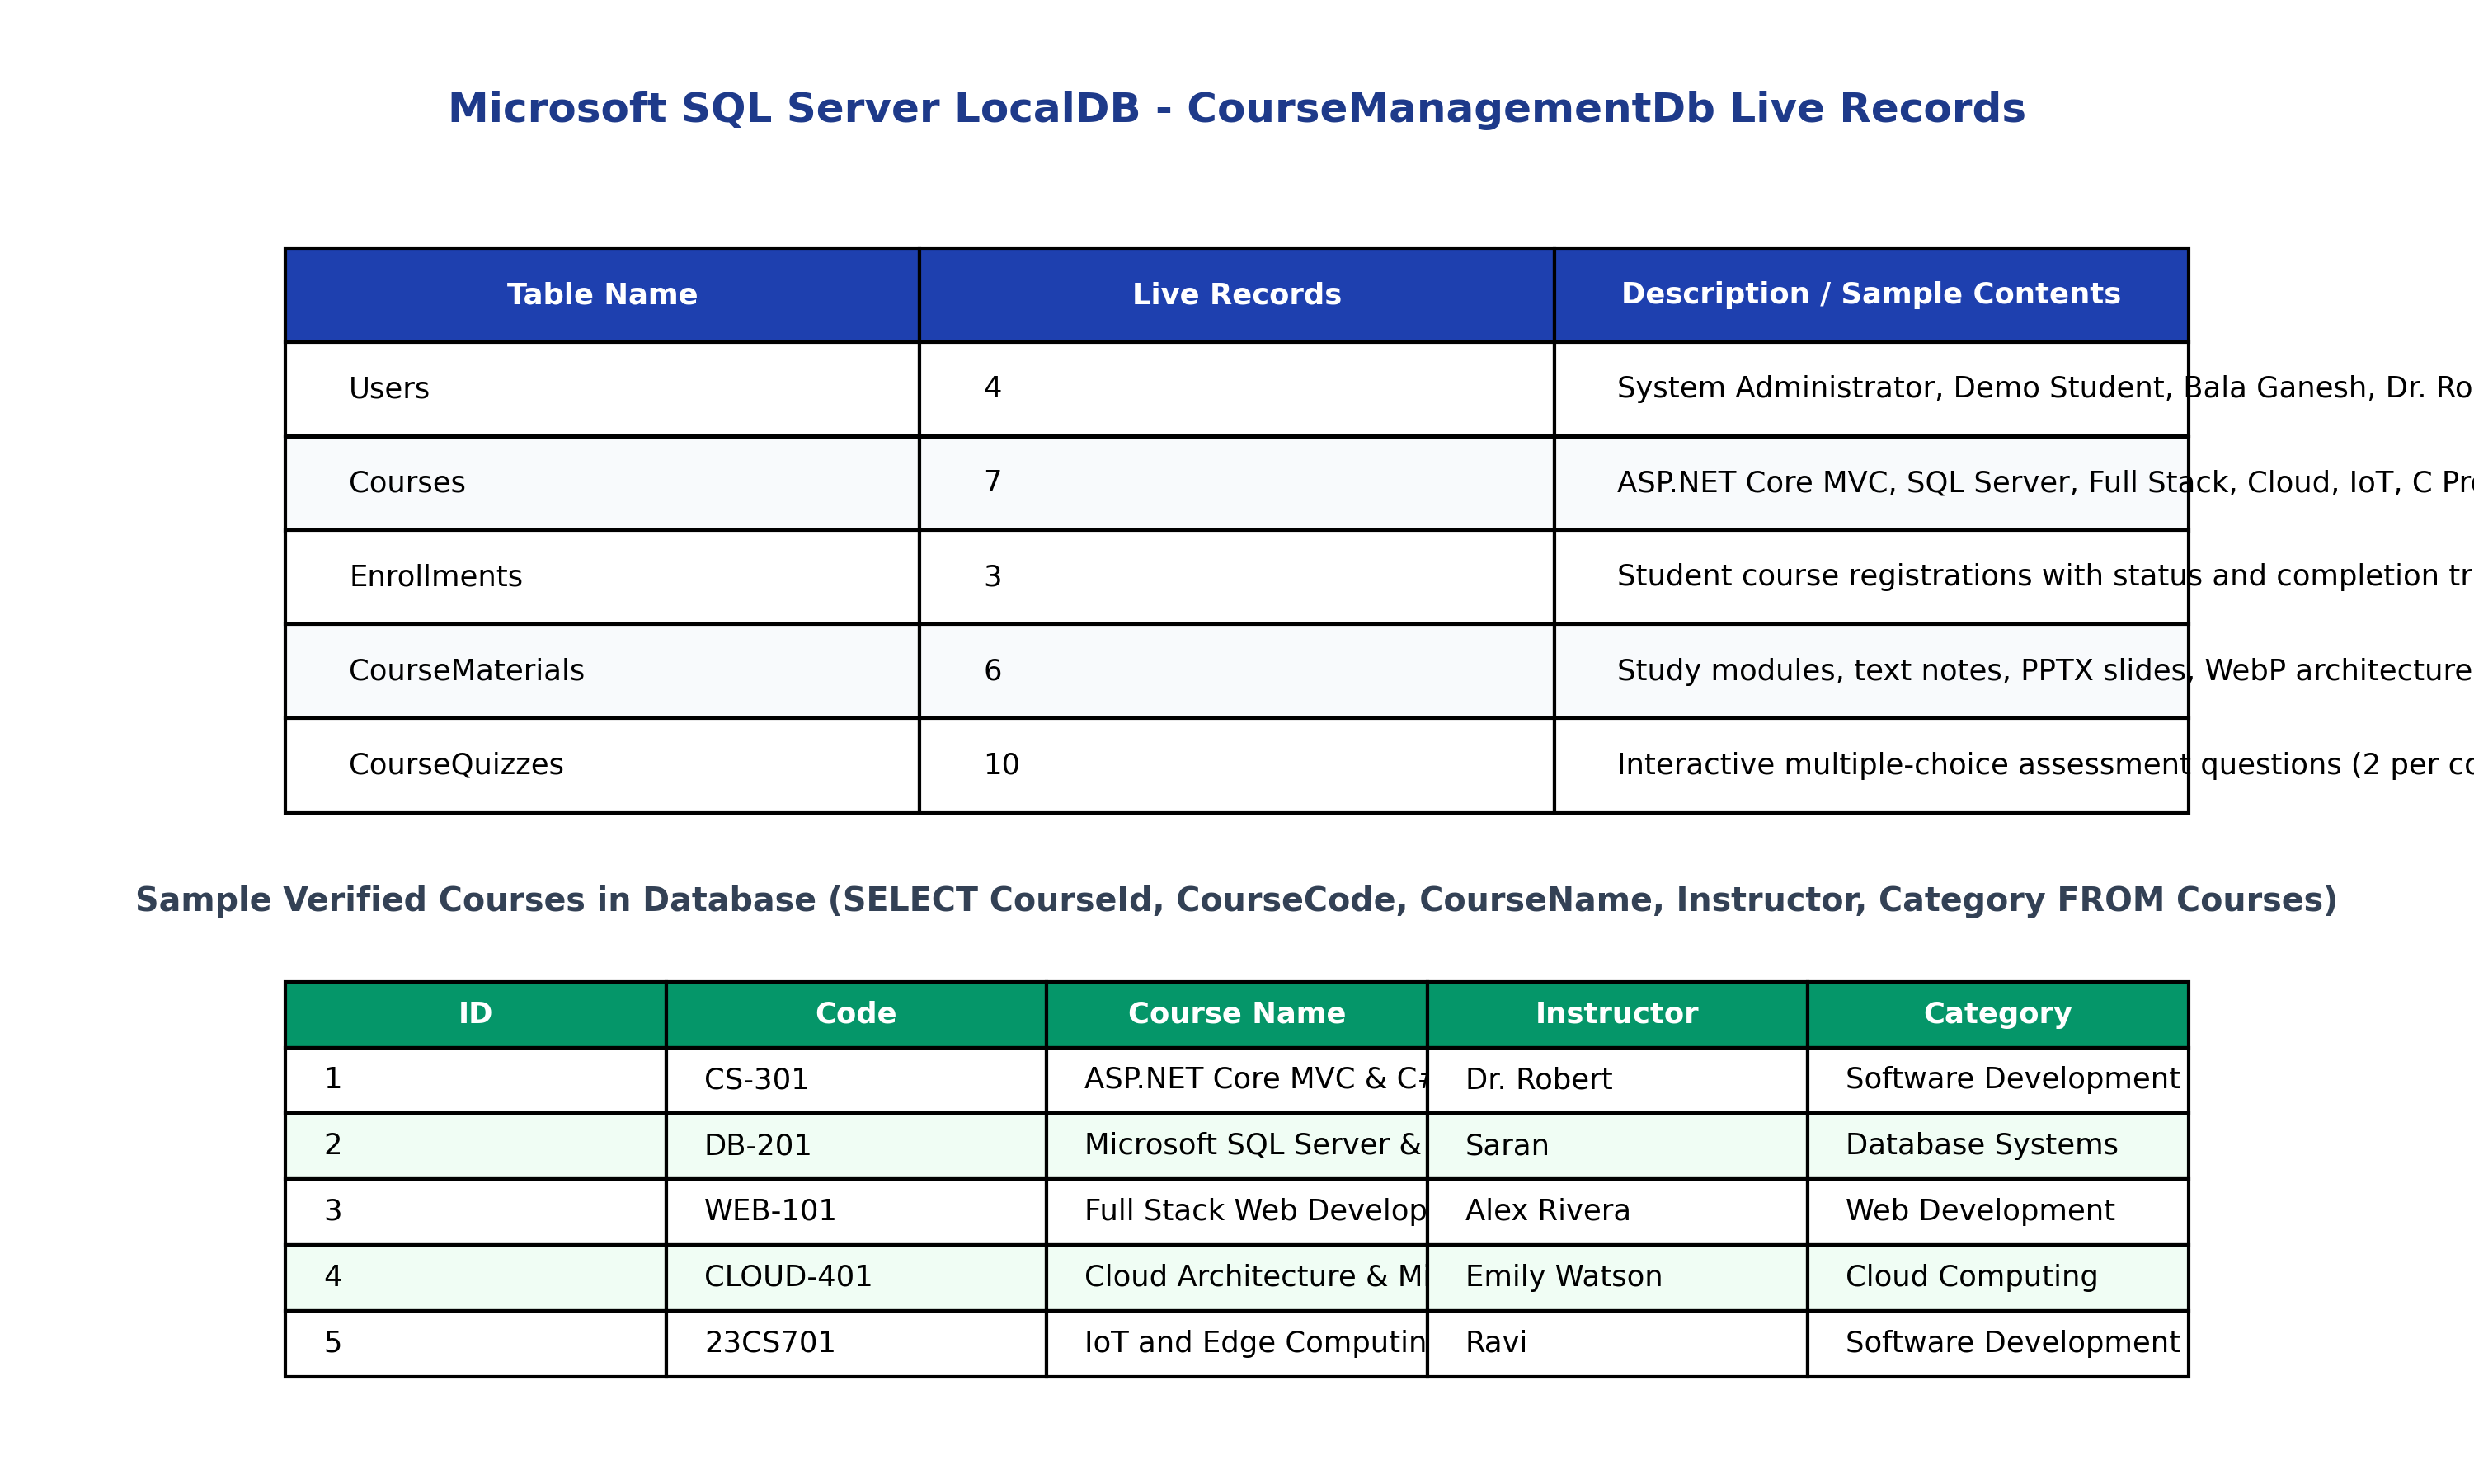 Microsoft SQL Server LocalDB - CourseManagementDb Live Records
Table Name Live Records Description / Sample Contents
Users 4 System Administrator, Demo Student, Bala Ganesh, Dr. Ro
Courses 7 ASP.NET Core MVC, SQL Server, Full Stack, Cloud, IoT, C Pr
Enrollments 3 Student course registrations with status and completion tr
CourseMaterials 6 Study modules, text notes, PPTX slides, WebP architecture
CourseQuizzes 10 Interactive multiple-choice assessment questions (2 per co
Sample Verified Courses in Database (SELECT CourseId, CourseCode, CourseName, Instructor, Category FROM Courses)
ID Code Course Name Instructor Category
1 CS-301 ASP.NET Core MVC & C# Dr. Robert Software Development
2 DB-201 Microsoft SQL Server & Saran Database Systems
3 WEB-101 Full Stack Web Develop Alex Rivera Web Development
4 CLOUD-401 Cloud Architecture & M Emily Watson Cloud Computing
5 23CS701 IoT and Edge Computin Ravi Software Development